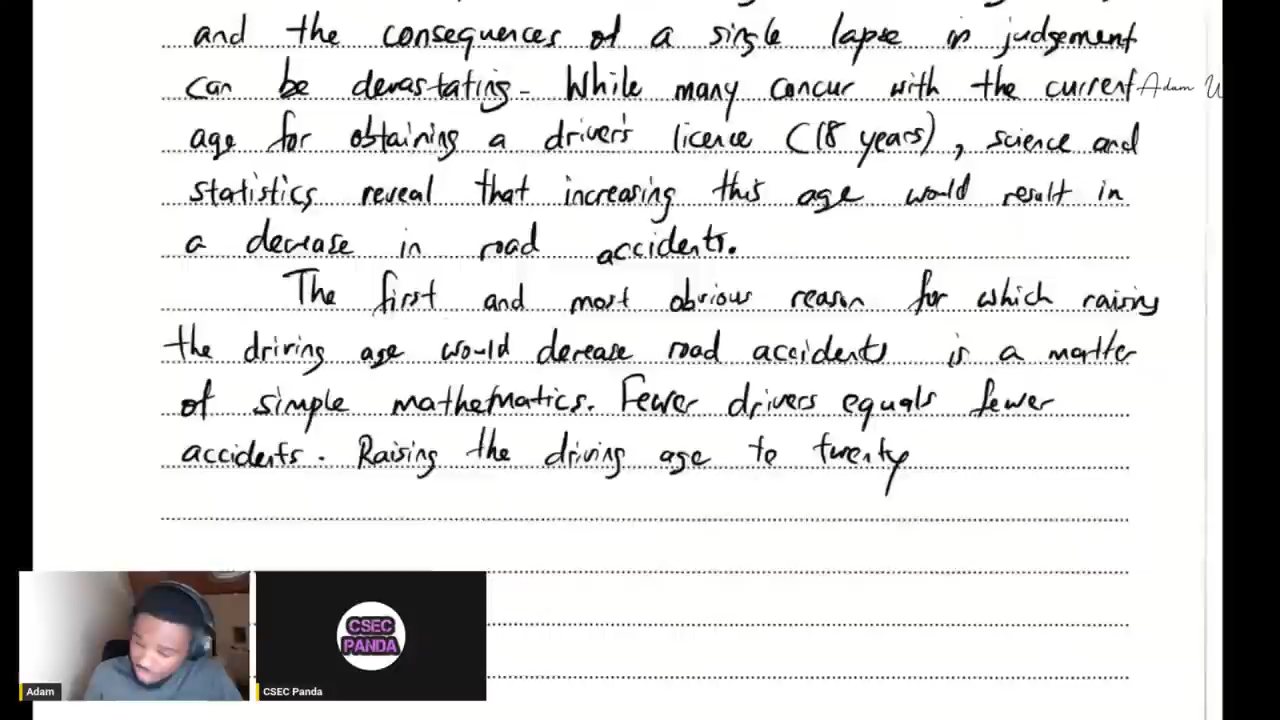 and the consequences of a single lapse in judgement
can be devastating. While many concur with the current
Adam W
age for obtaining a driver's licence (18 years), science and
statistics reveal that increasing this age would result in
a decrease in road accidents.
The first and most obvious reason for which raising
the driving age would decrease road accidents is a matter
of simple mathematics. Fewer drivers equals fewer
accidents. Raising the driving age to twenty
CSEC
PANDA
Adam
CSEC Panda